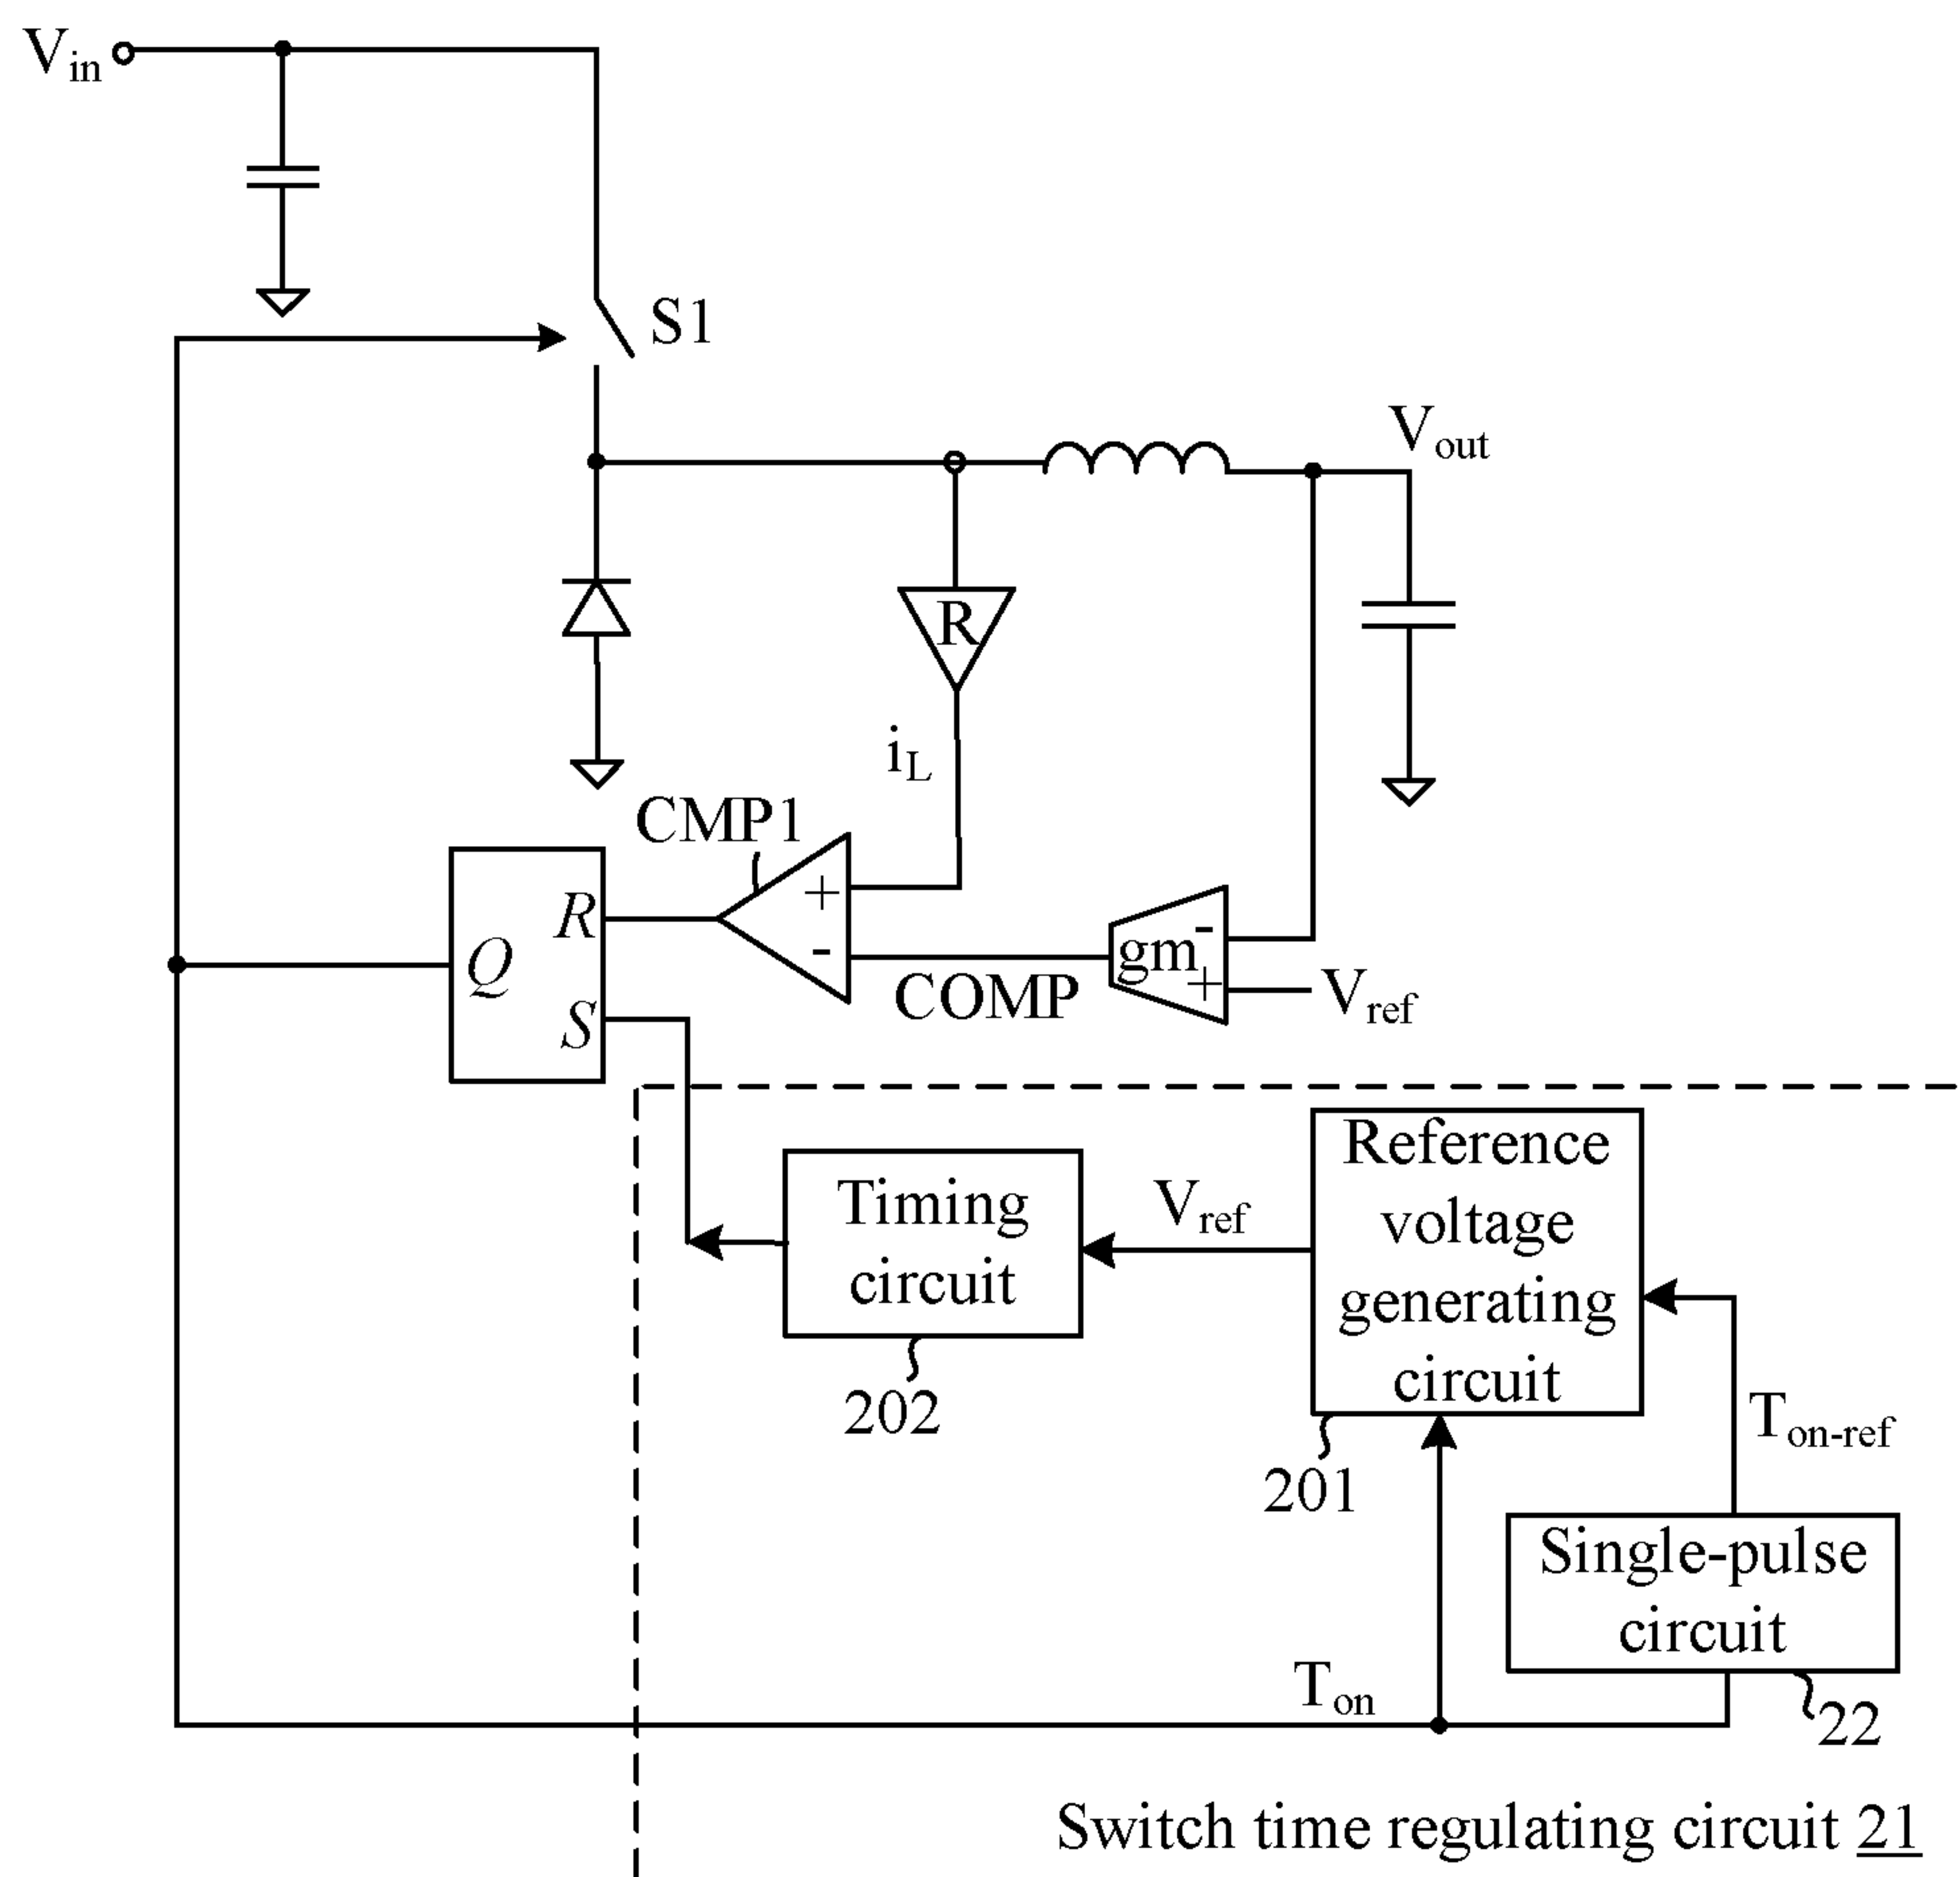 Vin
S1
Vout
R
iL
CMP1
+
-
R
Q
S
COMP
gm
-
+
Vref
Timing
circuit
202
Vref
Reference
voltage
generating
circuit
201
Ton-ref
Single-pulse
circuit
22
Ton
Switch time regulating circuit 21